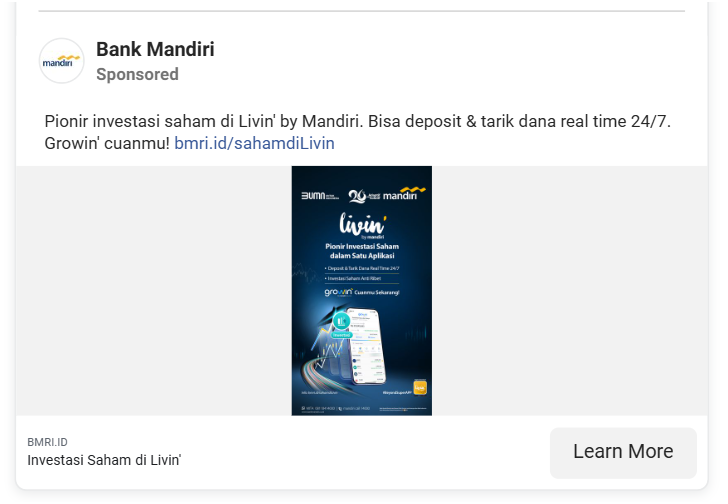 mandiri
Bank Mandiri
Sponsored
Pionir investasi saham di Livin' by Mandiri. Bisa deposit & tarik dana real time 24/7.
Growin' cuanmu! bmri.id/sahamdiLivin
BUMN
mandiri
livin'
by mandiri
Pionir Investasi Saham
dalam Satu Aplikasi
• Deposit & Tarik Dana Real Time 24/7
• Investasi Saham Anti Ribet
growin' Cuanmu Sekarang!
BMRI.ID
Investasi Saham di Livin'
Learn More